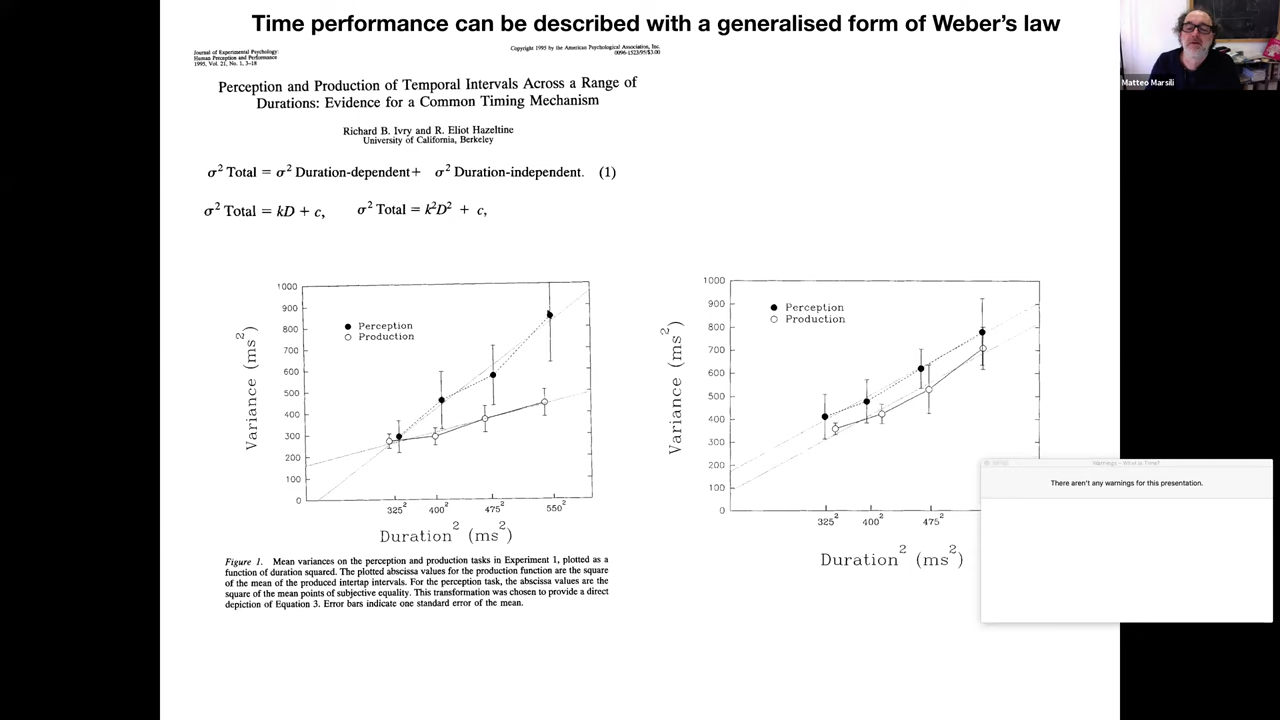 Time performance can be described with a generalised form of Weber's law
Journal of Experimental Psychology:
Human Perception and Performance
1995, Vol. 21, No. 1, 3-18
Copyright 1995 by the American Psychological Association, Inc.
0096-1523/95/$3.00
Perception and Production of Temporal Intervals Across a Range of
Durations: Evidence for a Common Timing Mechanism
Richard B. Ivry and R. Eliot Hazeltine
University of California, Berkeley
σ² Total = σ² Duration-dependent + σ² Duration-independent. (1)
σ² Total = kD + c, σ² Total = k²D² + c,
1000
900
800
700
600
500
400
300
200
100
0
Variance (ms²)
Perception
Production
325² 400² 475² 550²
Duration² (ms²)
Figure 1. Mean variances on the perception and production tasks in Experiment 1, plotted as a
function of duration squared. The plotted abscissa values for the production function are the square
of the mean of the produced intertap intervals. For the perception task, the abscissa values are the
square of the mean points of subjective equality. This transformation was chosen to provide a direct
depiction of Equation 3. Error bars indicate one standard error of the mean.
1000
900
800
700
600
500
400
300
200
100
0
Variance (ms²)
Perception
Production
325² 400² 475²
Duration² (ms²)
Warnings - What is Time?
There aren't any warnings for this presentation.
Matteo Marsili